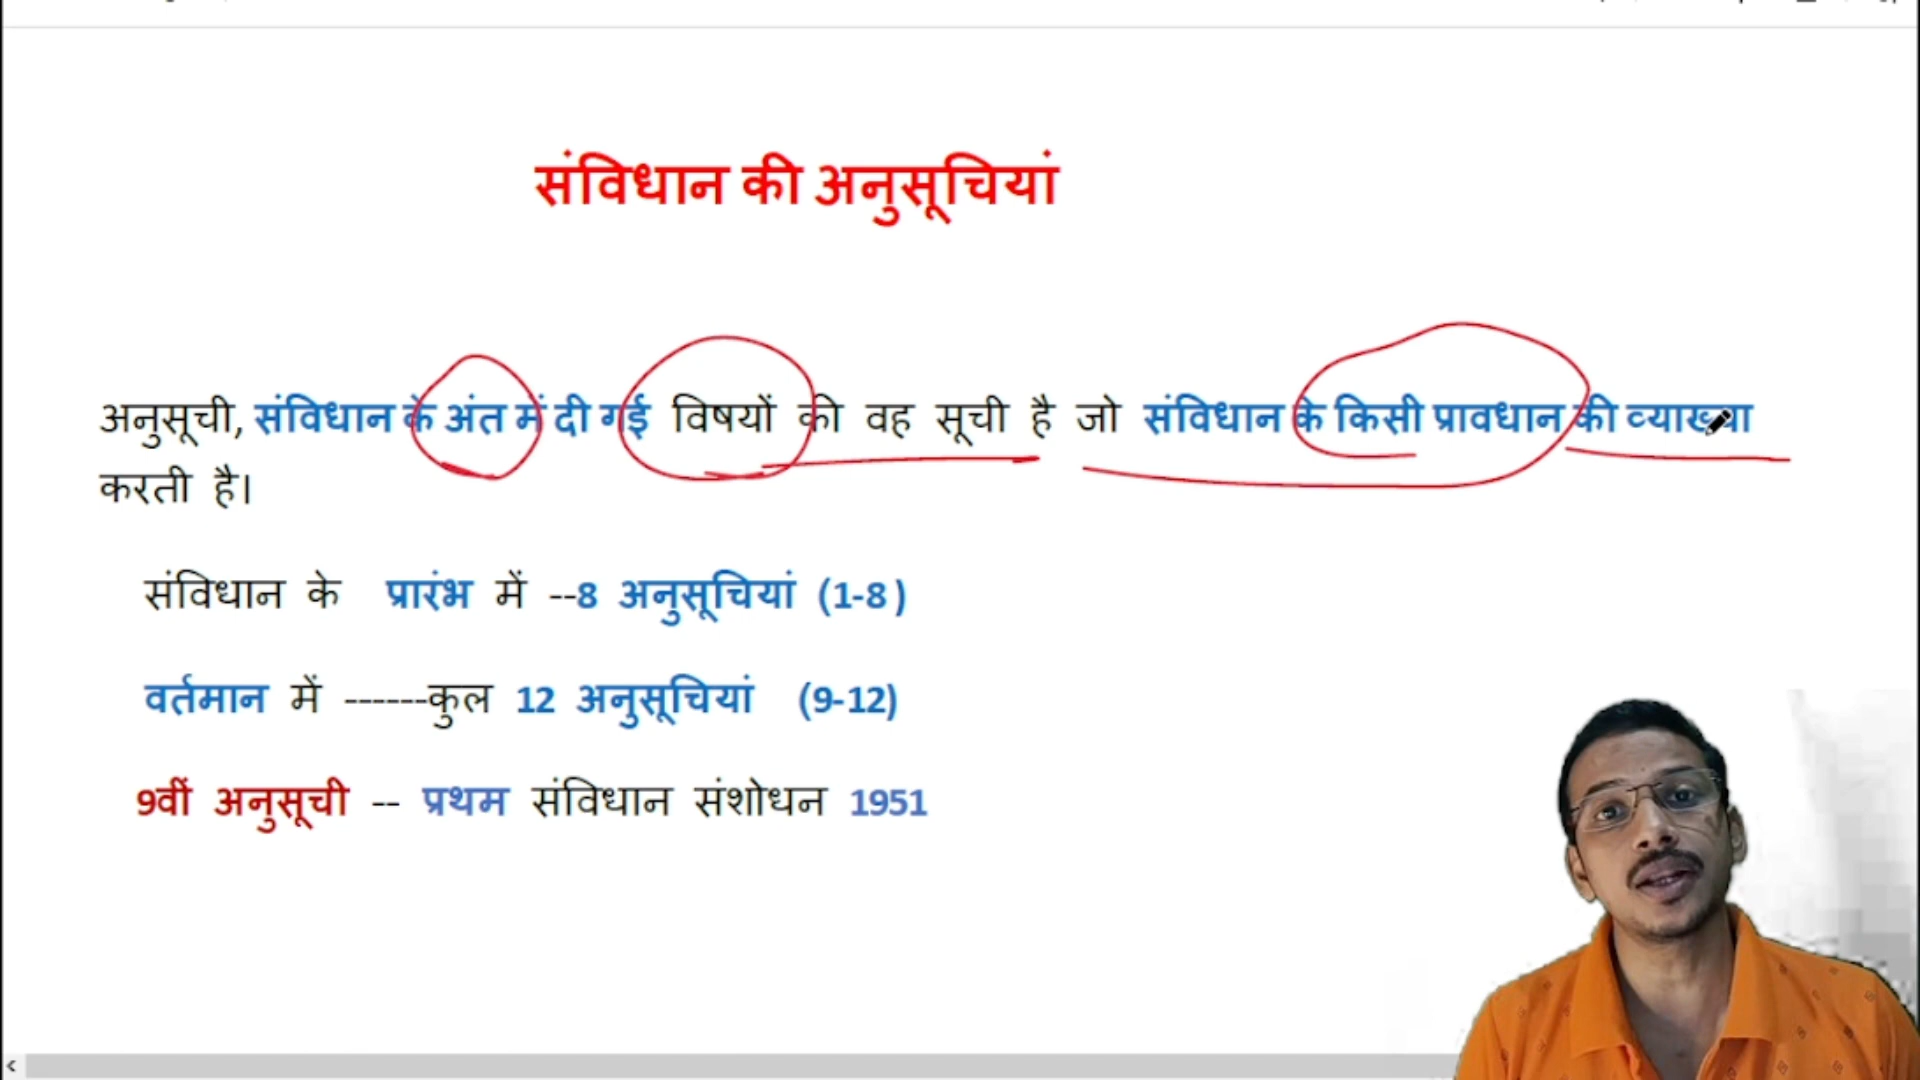 संविधान की अनुसूचियां
अनुसूची, संविधान के अंत में दी गई विषयों की वह सूची है जो संविधान के किसी प्रावधान की व्याख्या
करती है।
संविधान के प्रारंभ में --8 अनुसूचियां (1-8 )
वर्तमान में ------कुल 12 अनुसूचियां (9-12)
9वीं अनुसूची -- प्रथम संविधान संशोधन 1951